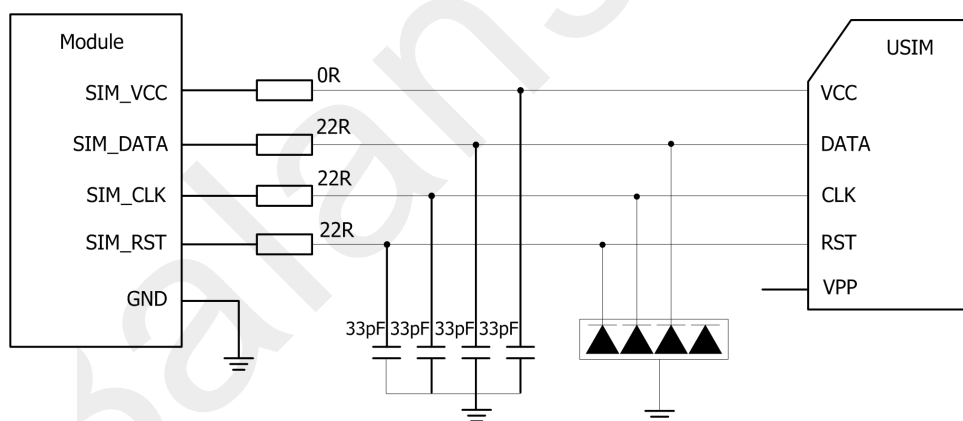 Module
USIM
SIM_VCC
0R
VCC
SIM_DATA
22R
DATA
SIM_CLK
22R
CLK
SIM_RST
22R
RST
GND
VPP
33pF 33pF 33pF 33pF